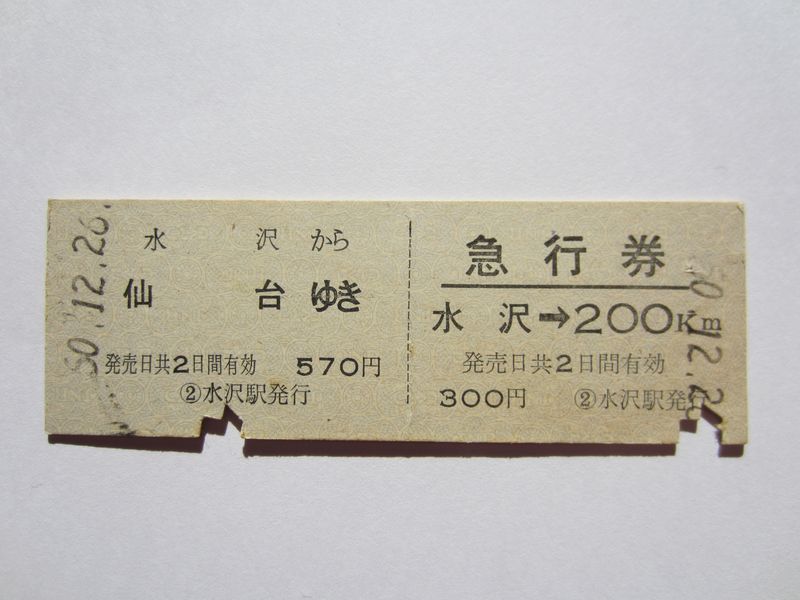 水沢から
仙台ゆき
発売日共2日間有効 570円
②水沢駅発行
50.12.26.
急行券
水沢→200Km
発売日共2日間有効
300円 ②水沢駅発行
50.12.26